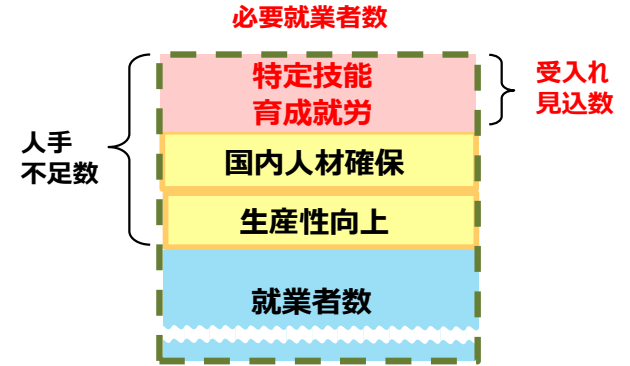 必要就業者数
特定技能
育成就労
受入れ
見込数
人手
不足数
国内人材確保
生産性向上
就業者数